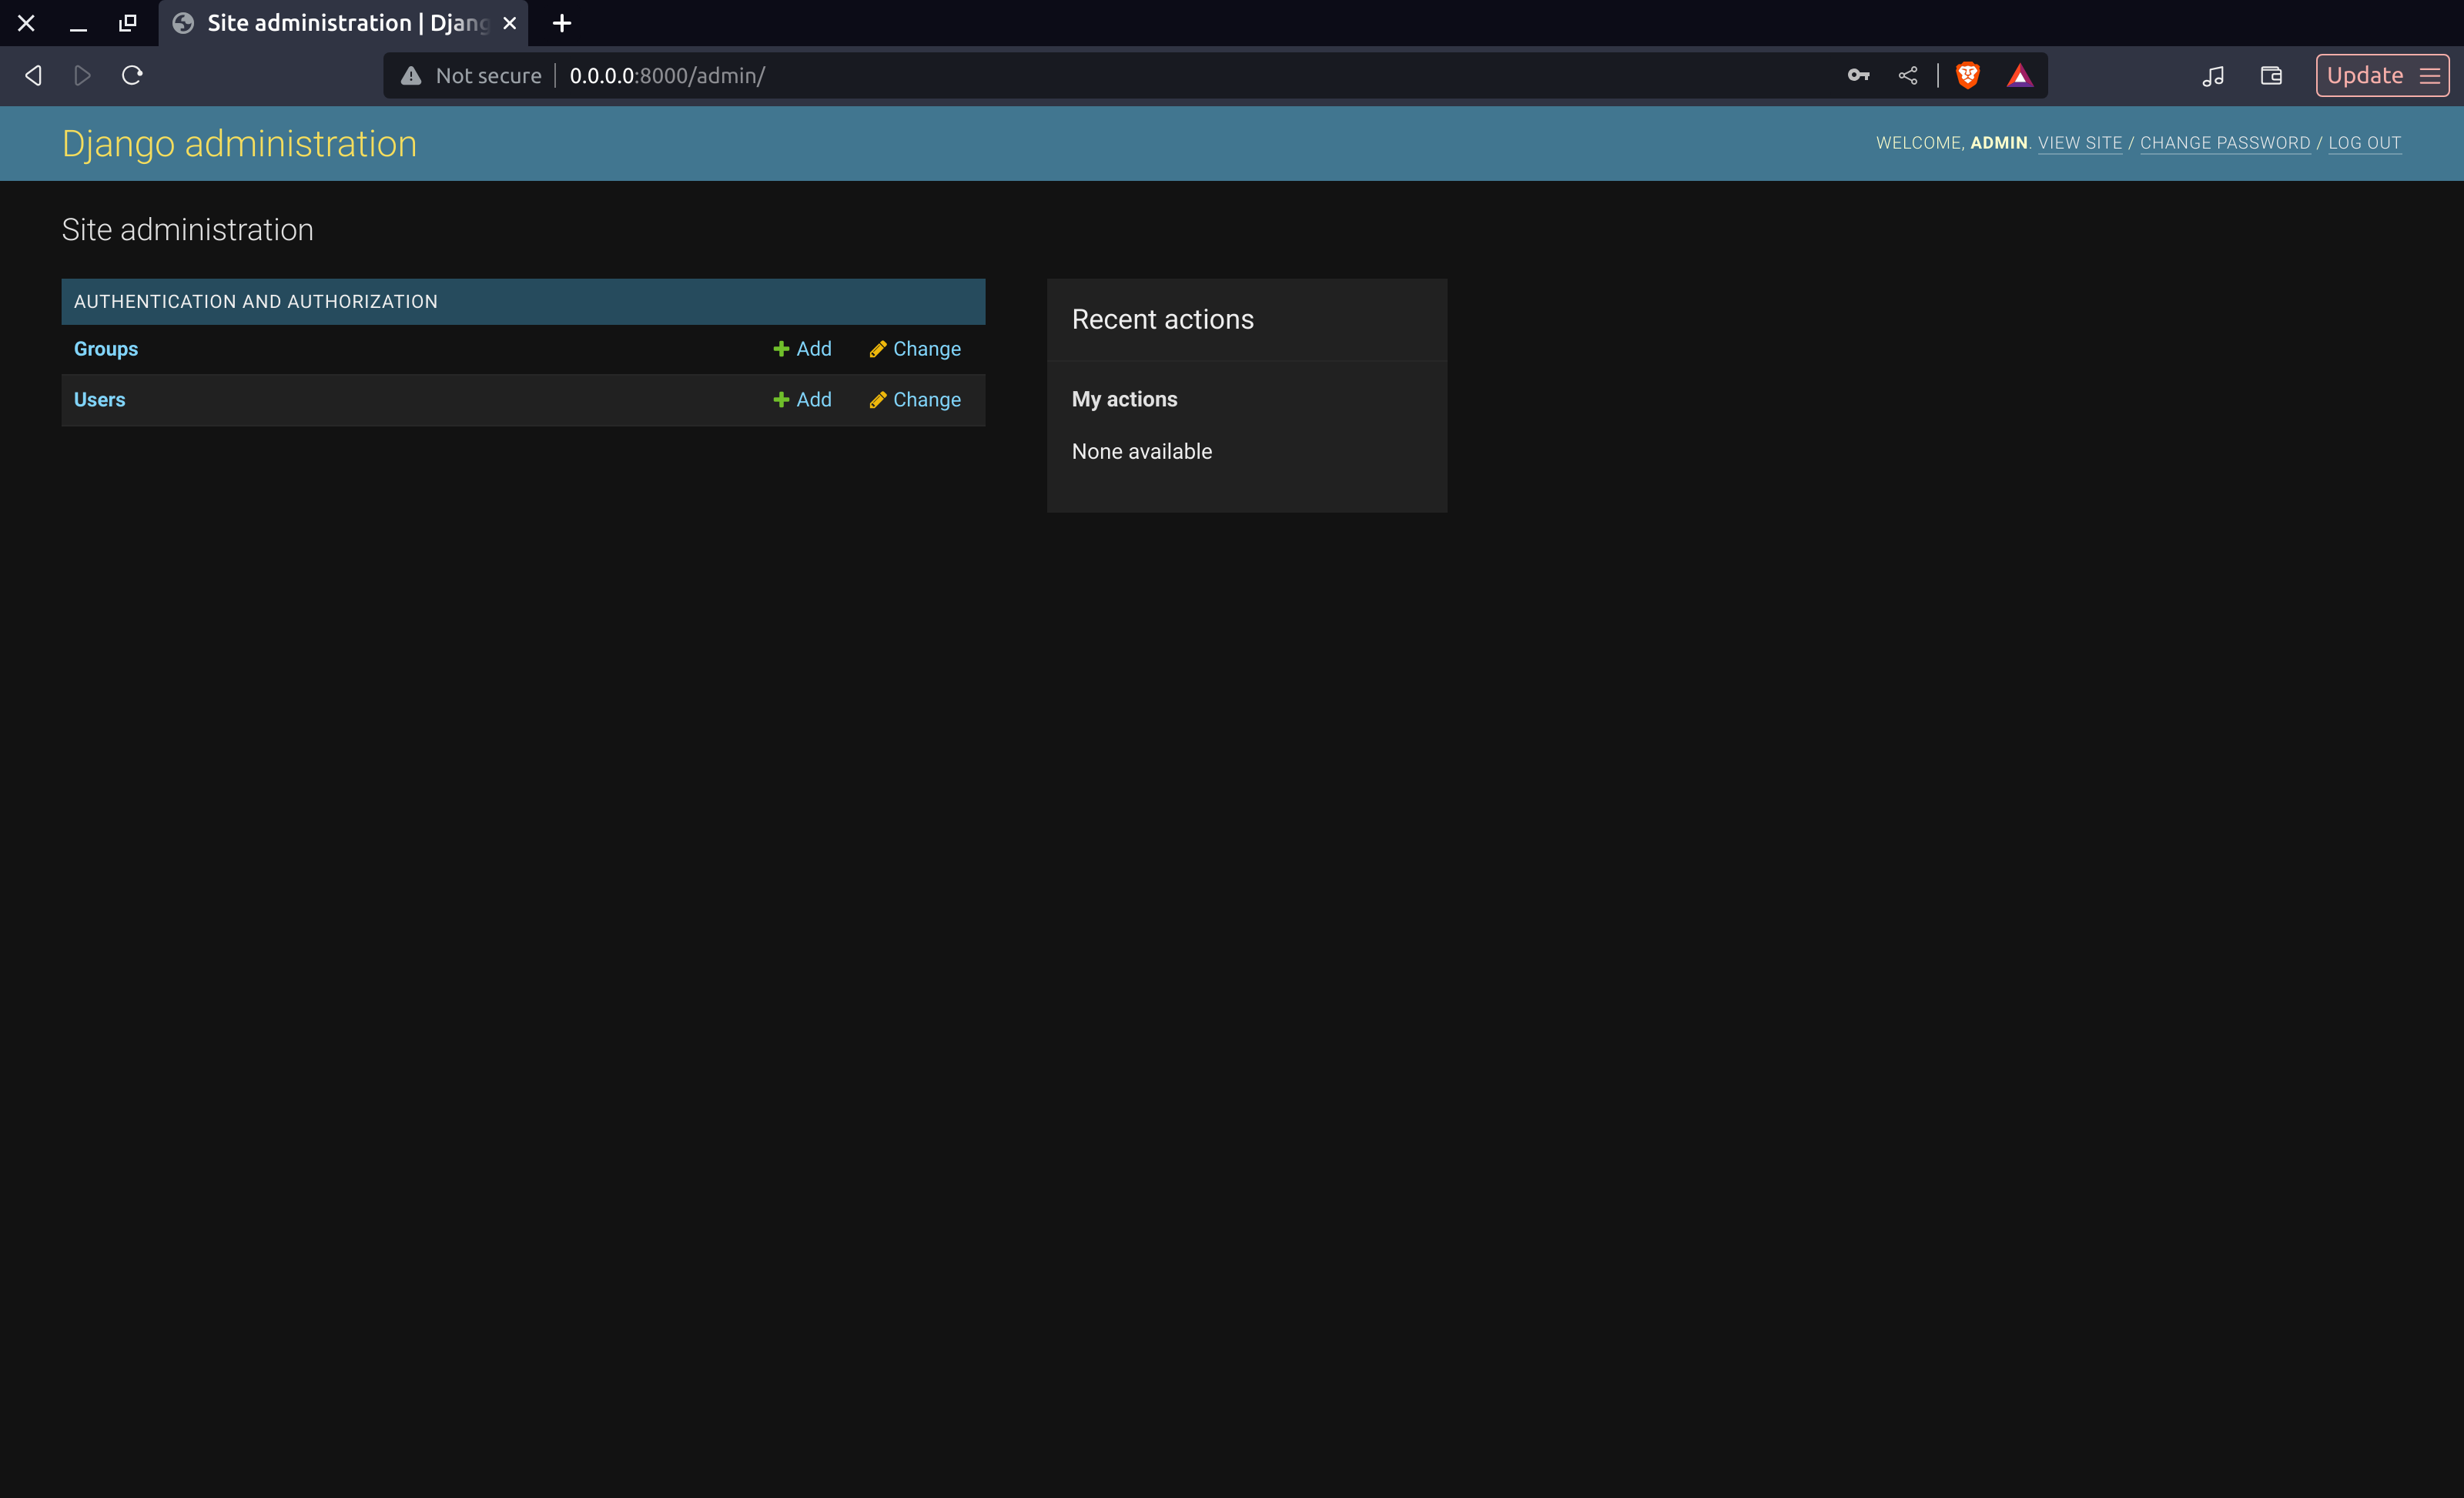 Site administration | Djang
Not secure 0.0.0.0:8000/admin/
Update
Django administration
WELCOME, ADMIN. VIEW SITE / CHANGE PASSWORD / LOG OUT
Site administration
AUTHENTICATION AND AUTHORIZATION
Groups Add Change
Users Add Change
Recent actions
My actions
None available